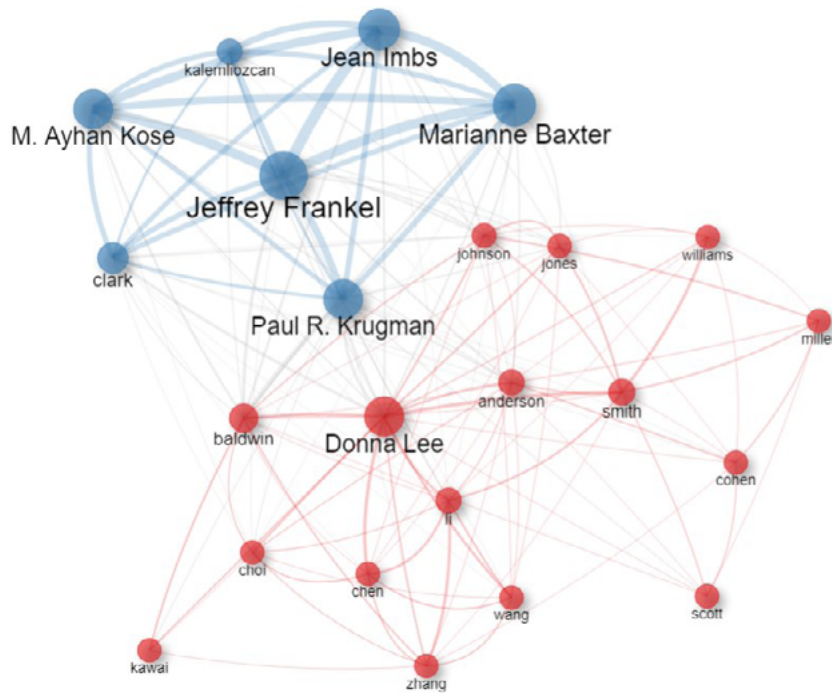 Jean Imbs
kalemliozcan
M. Ayhan Kose
Marianne Baxter
Jeffrey Frankel
johnson
jones
williams
clark
Paul R. Krugman
mille
anderson
smith
baldwin
Donna Lee
cohen
li
choi
chen
wang
scott
kawai
zhang